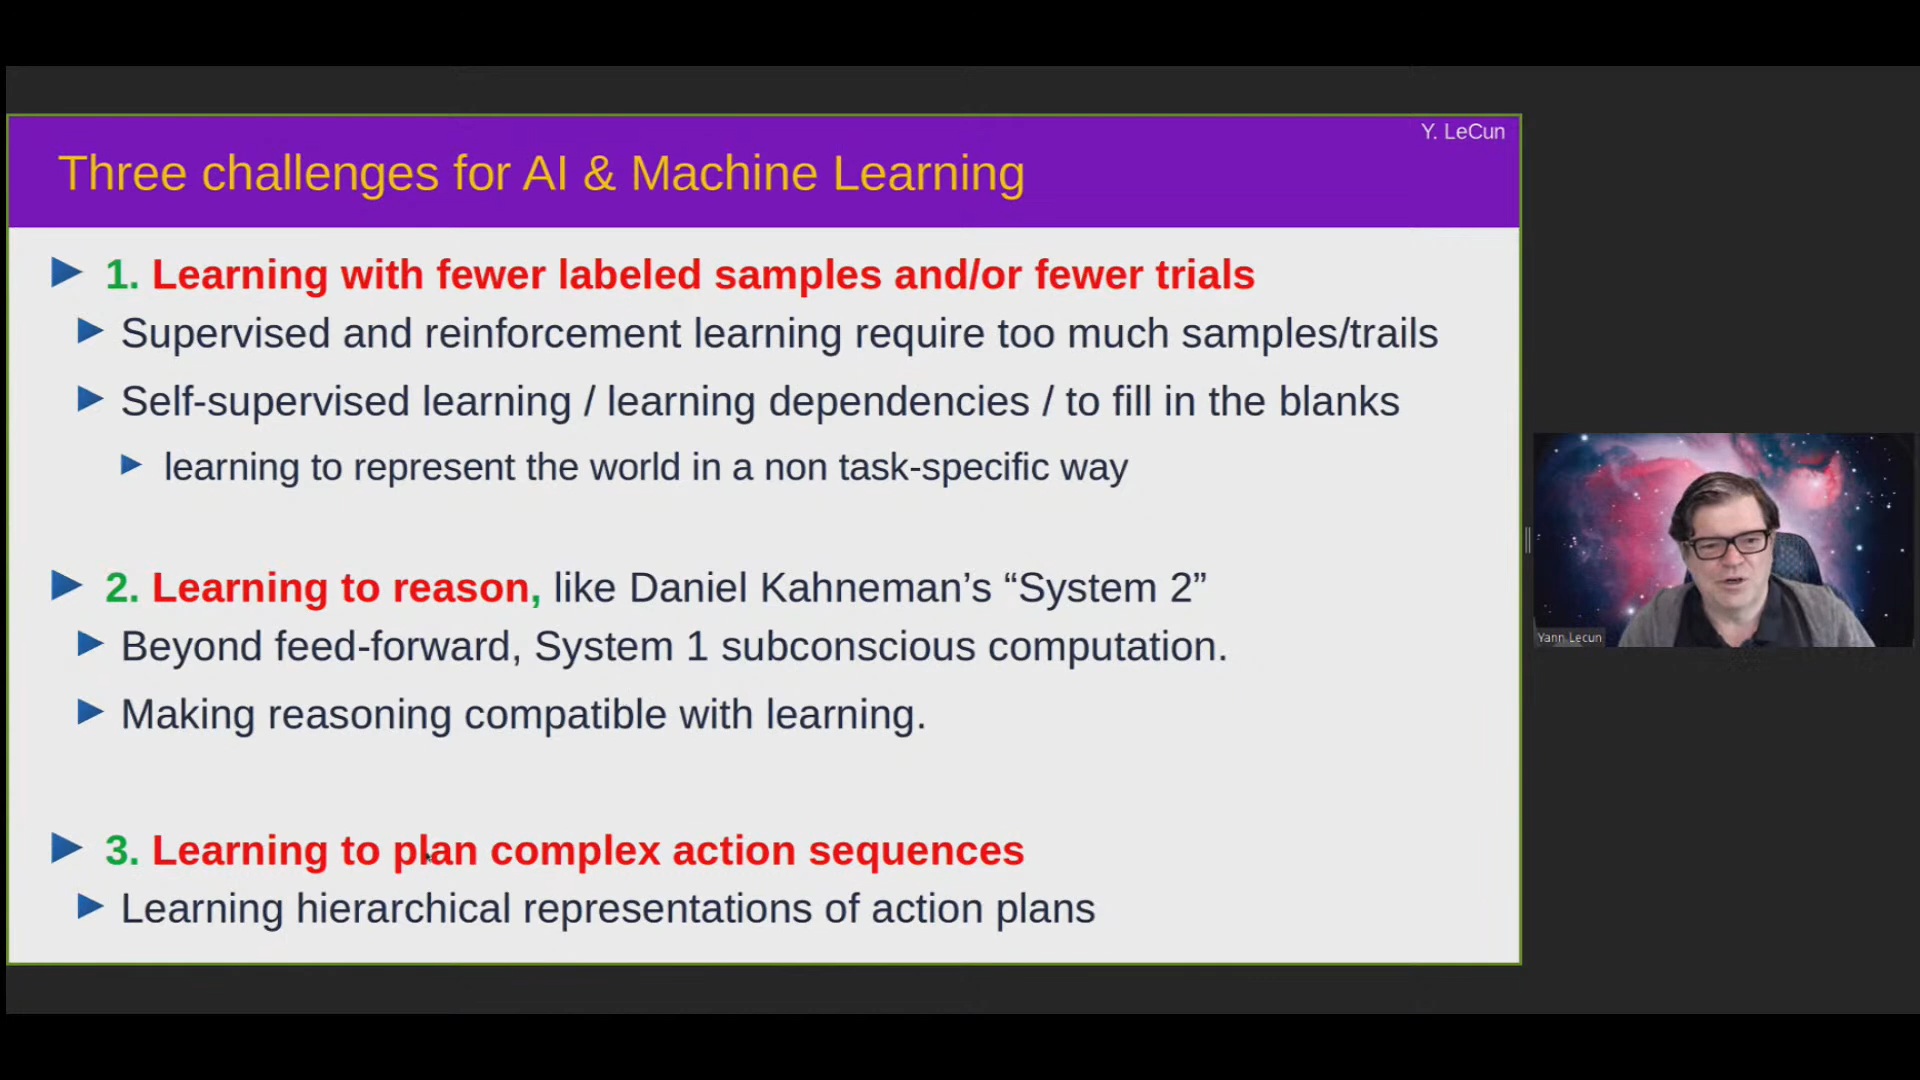 Y. LeCun
Three challenges for AI & Machine Learning
1. Learning with fewer labeled samples and/or fewer trials
Supervised and reinforcement learning require too much samples/trails
Self-supervised learning / learning dependencies / to fill in the blanks
learning to represent the world in a non task-specific way
2. Learning to reason, like Daniel Kahneman’s “System 2”
Beyond feed-forward, System 1 subconscious computation.
Making reasoning compatible with learning.
3. Learning to plan complex action sequences
Learning hierarchical representations of action plans
Yann Lecun